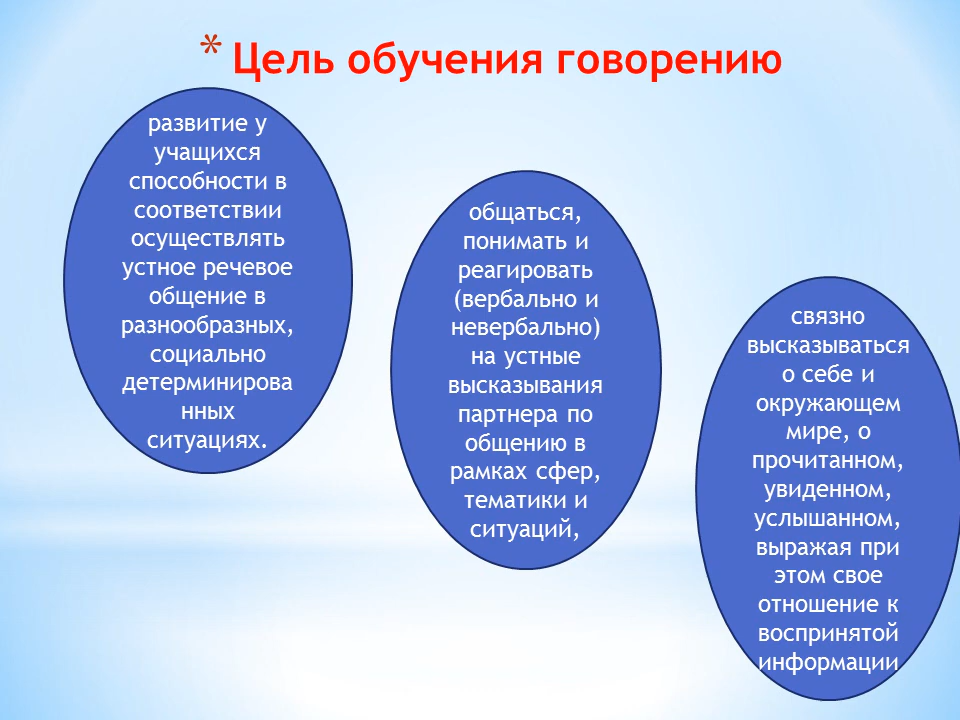 * Цель обучения говорению
развитие у
учащихся
способности в
соответствии
осуществлять
устное речевое
общение в
разнообразных,
социально
детерминирова
нных
ситуациях.
общаться,
понимать и
реагировать
(вербально и
невербально)
на устные
высказывания
партнера по
общению в
рамках сфер,
тематики и
ситуаций,
связно
высказываться
о себе и
окружающем
мире, о
прочитанном,
увиденном,
услышанном,
выражая при
этом свое
отношение к
воспринятой
информации